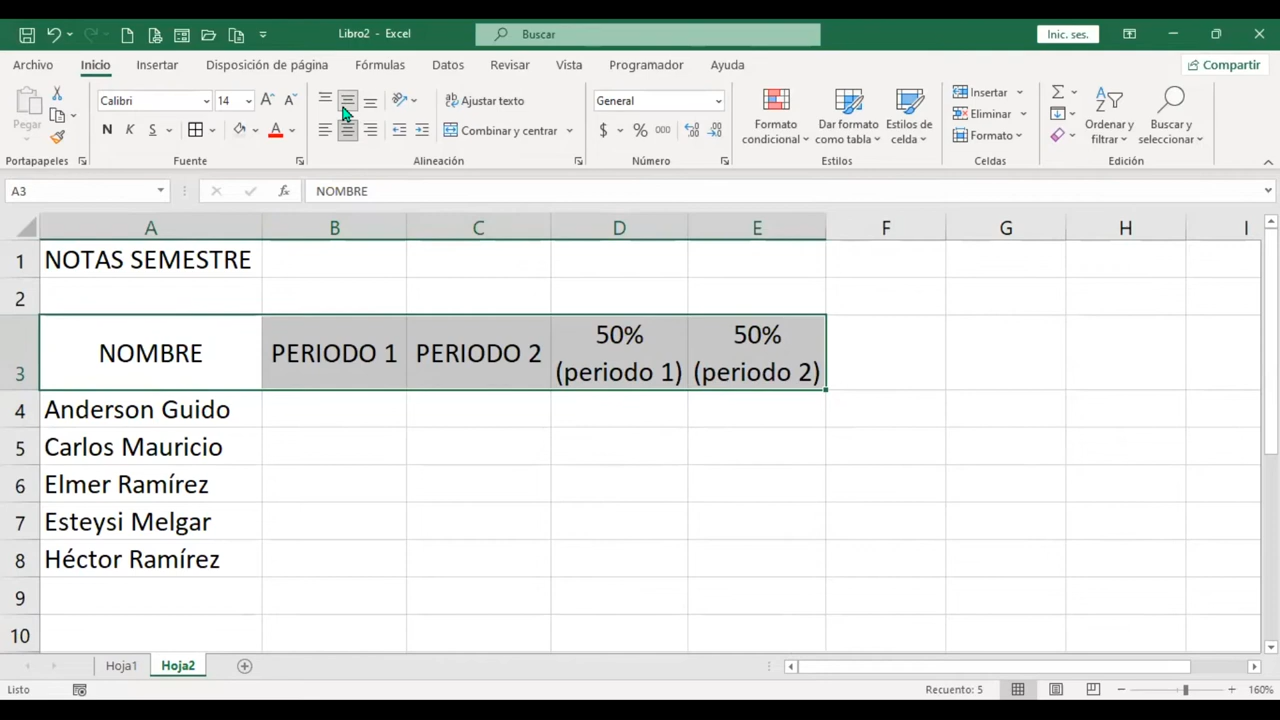 Libro2 - Excel
Buscar
Inic. ses.
Archivo Inicio Insertar Disposición de página Fórmulas Datos Revisar Vista Programador Ayuda Compartir
Pegar
Calibri 14
N K S
A
Ajustar texto
Combinar y centrar
General
$ % 000
Formato condicional
Dar formato como tabla
Estilos de celda
Insertar
Eliminar
Formato
Ordenar y filtrar
Buscar y seleccionar
Portapapeles Fuente Alineación Número Estilos Celdas Edición
A3 fx NOMBRE
A B C D E F G H I
1 NOTAS SEMESTRE
2
3 NOMBRE PERIODO 1 PERIODO 2 50% (periodo 1) 50% (periodo 2)
4 Anderson Guido
5 Carlos Mauricio
6 Elmer Ramírez
7 Esteysi Melgar
8 Héctor Ramírez
9
10
Hoja1 Hoja2
Listo Recuento: 5 160%